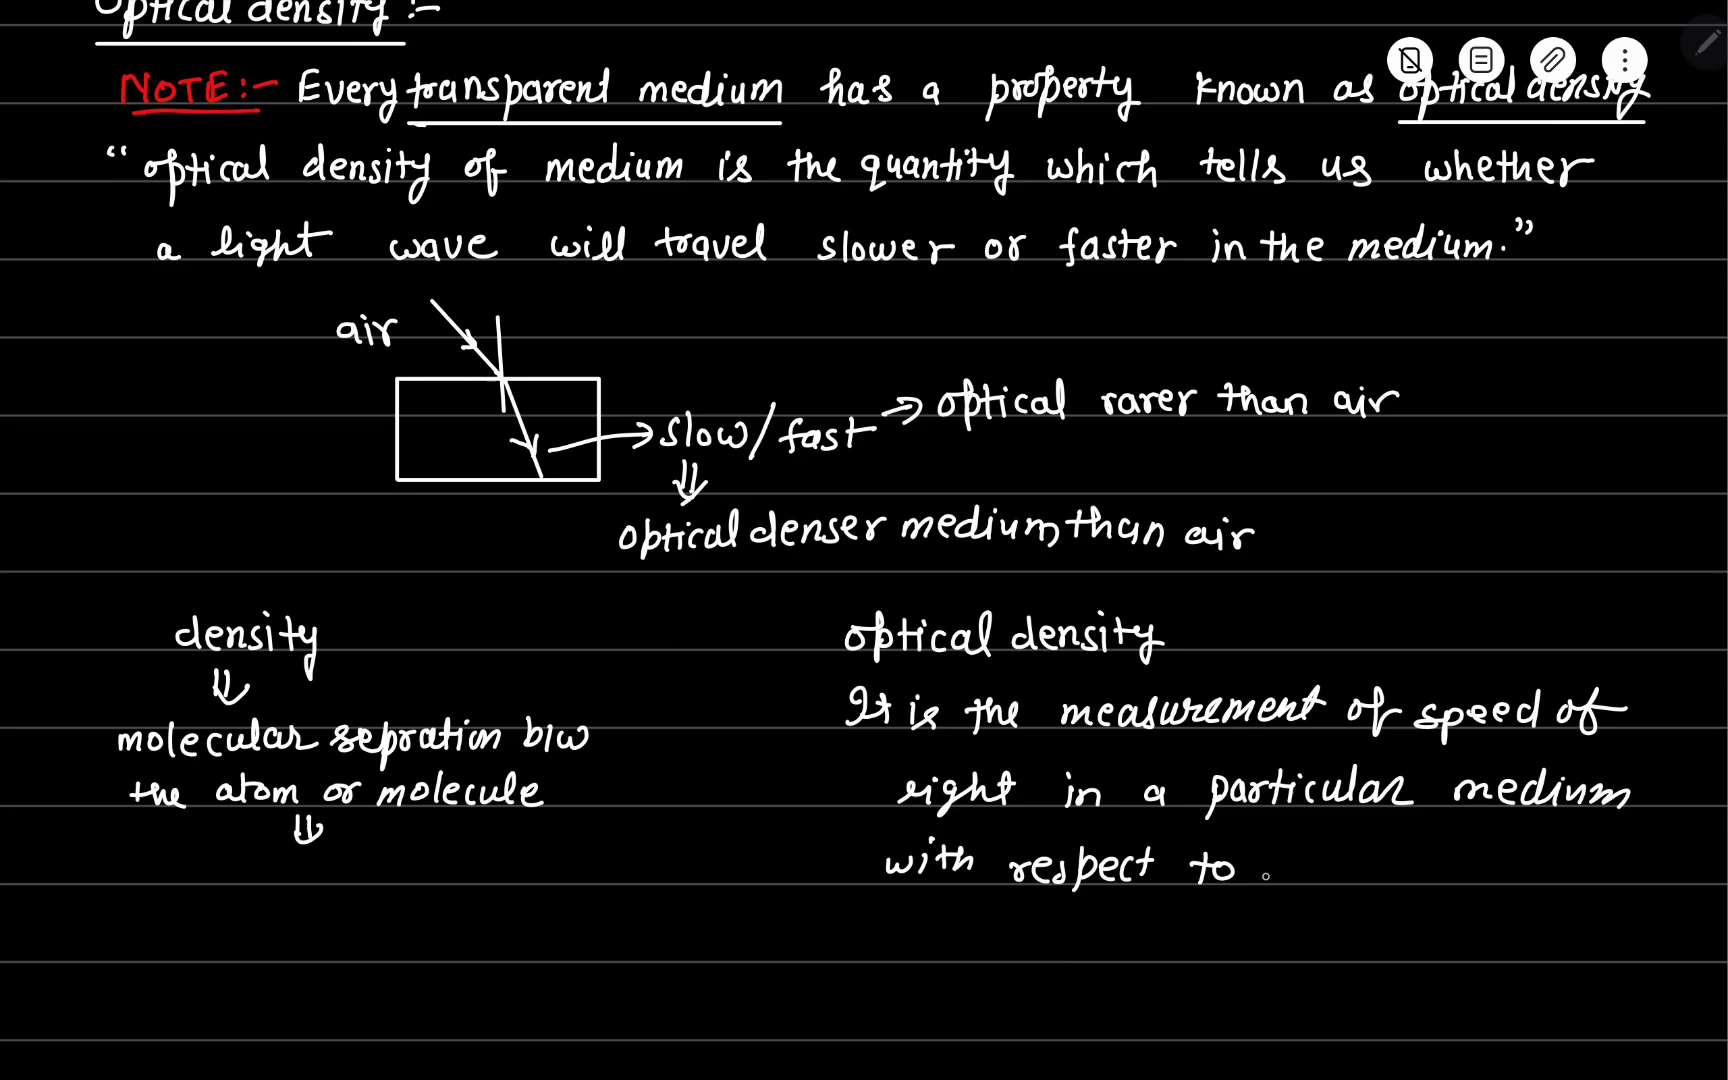 Optical density :-
NOTE :- Every transparent medium has a property known as optical density
“ optical density of medium is the quantity which tells us whether
a light wave will travel slower or faster in the medium.”
air
slow/fast → optical rarer than air
optical denser medium than air
density
optical density
molecular sepration b/w
the atom or molecule
It is the measurement of speed of
light in a particular medium
with respect to